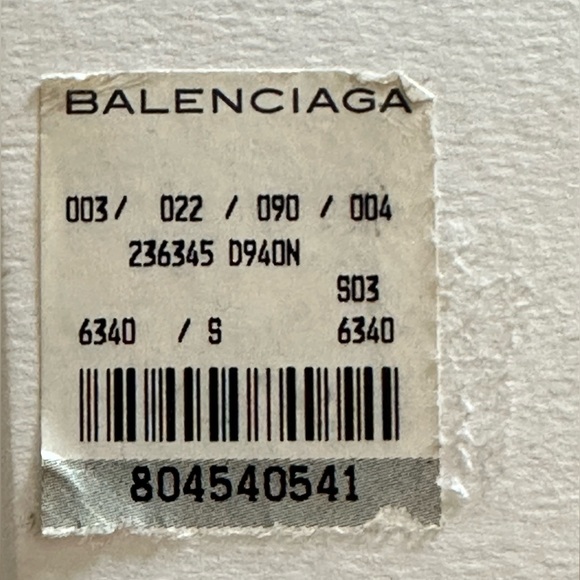 BALENCIAGA
003/ 022 / 090 / 004
236345 D940N
S03
6340 / S 6340
804540541